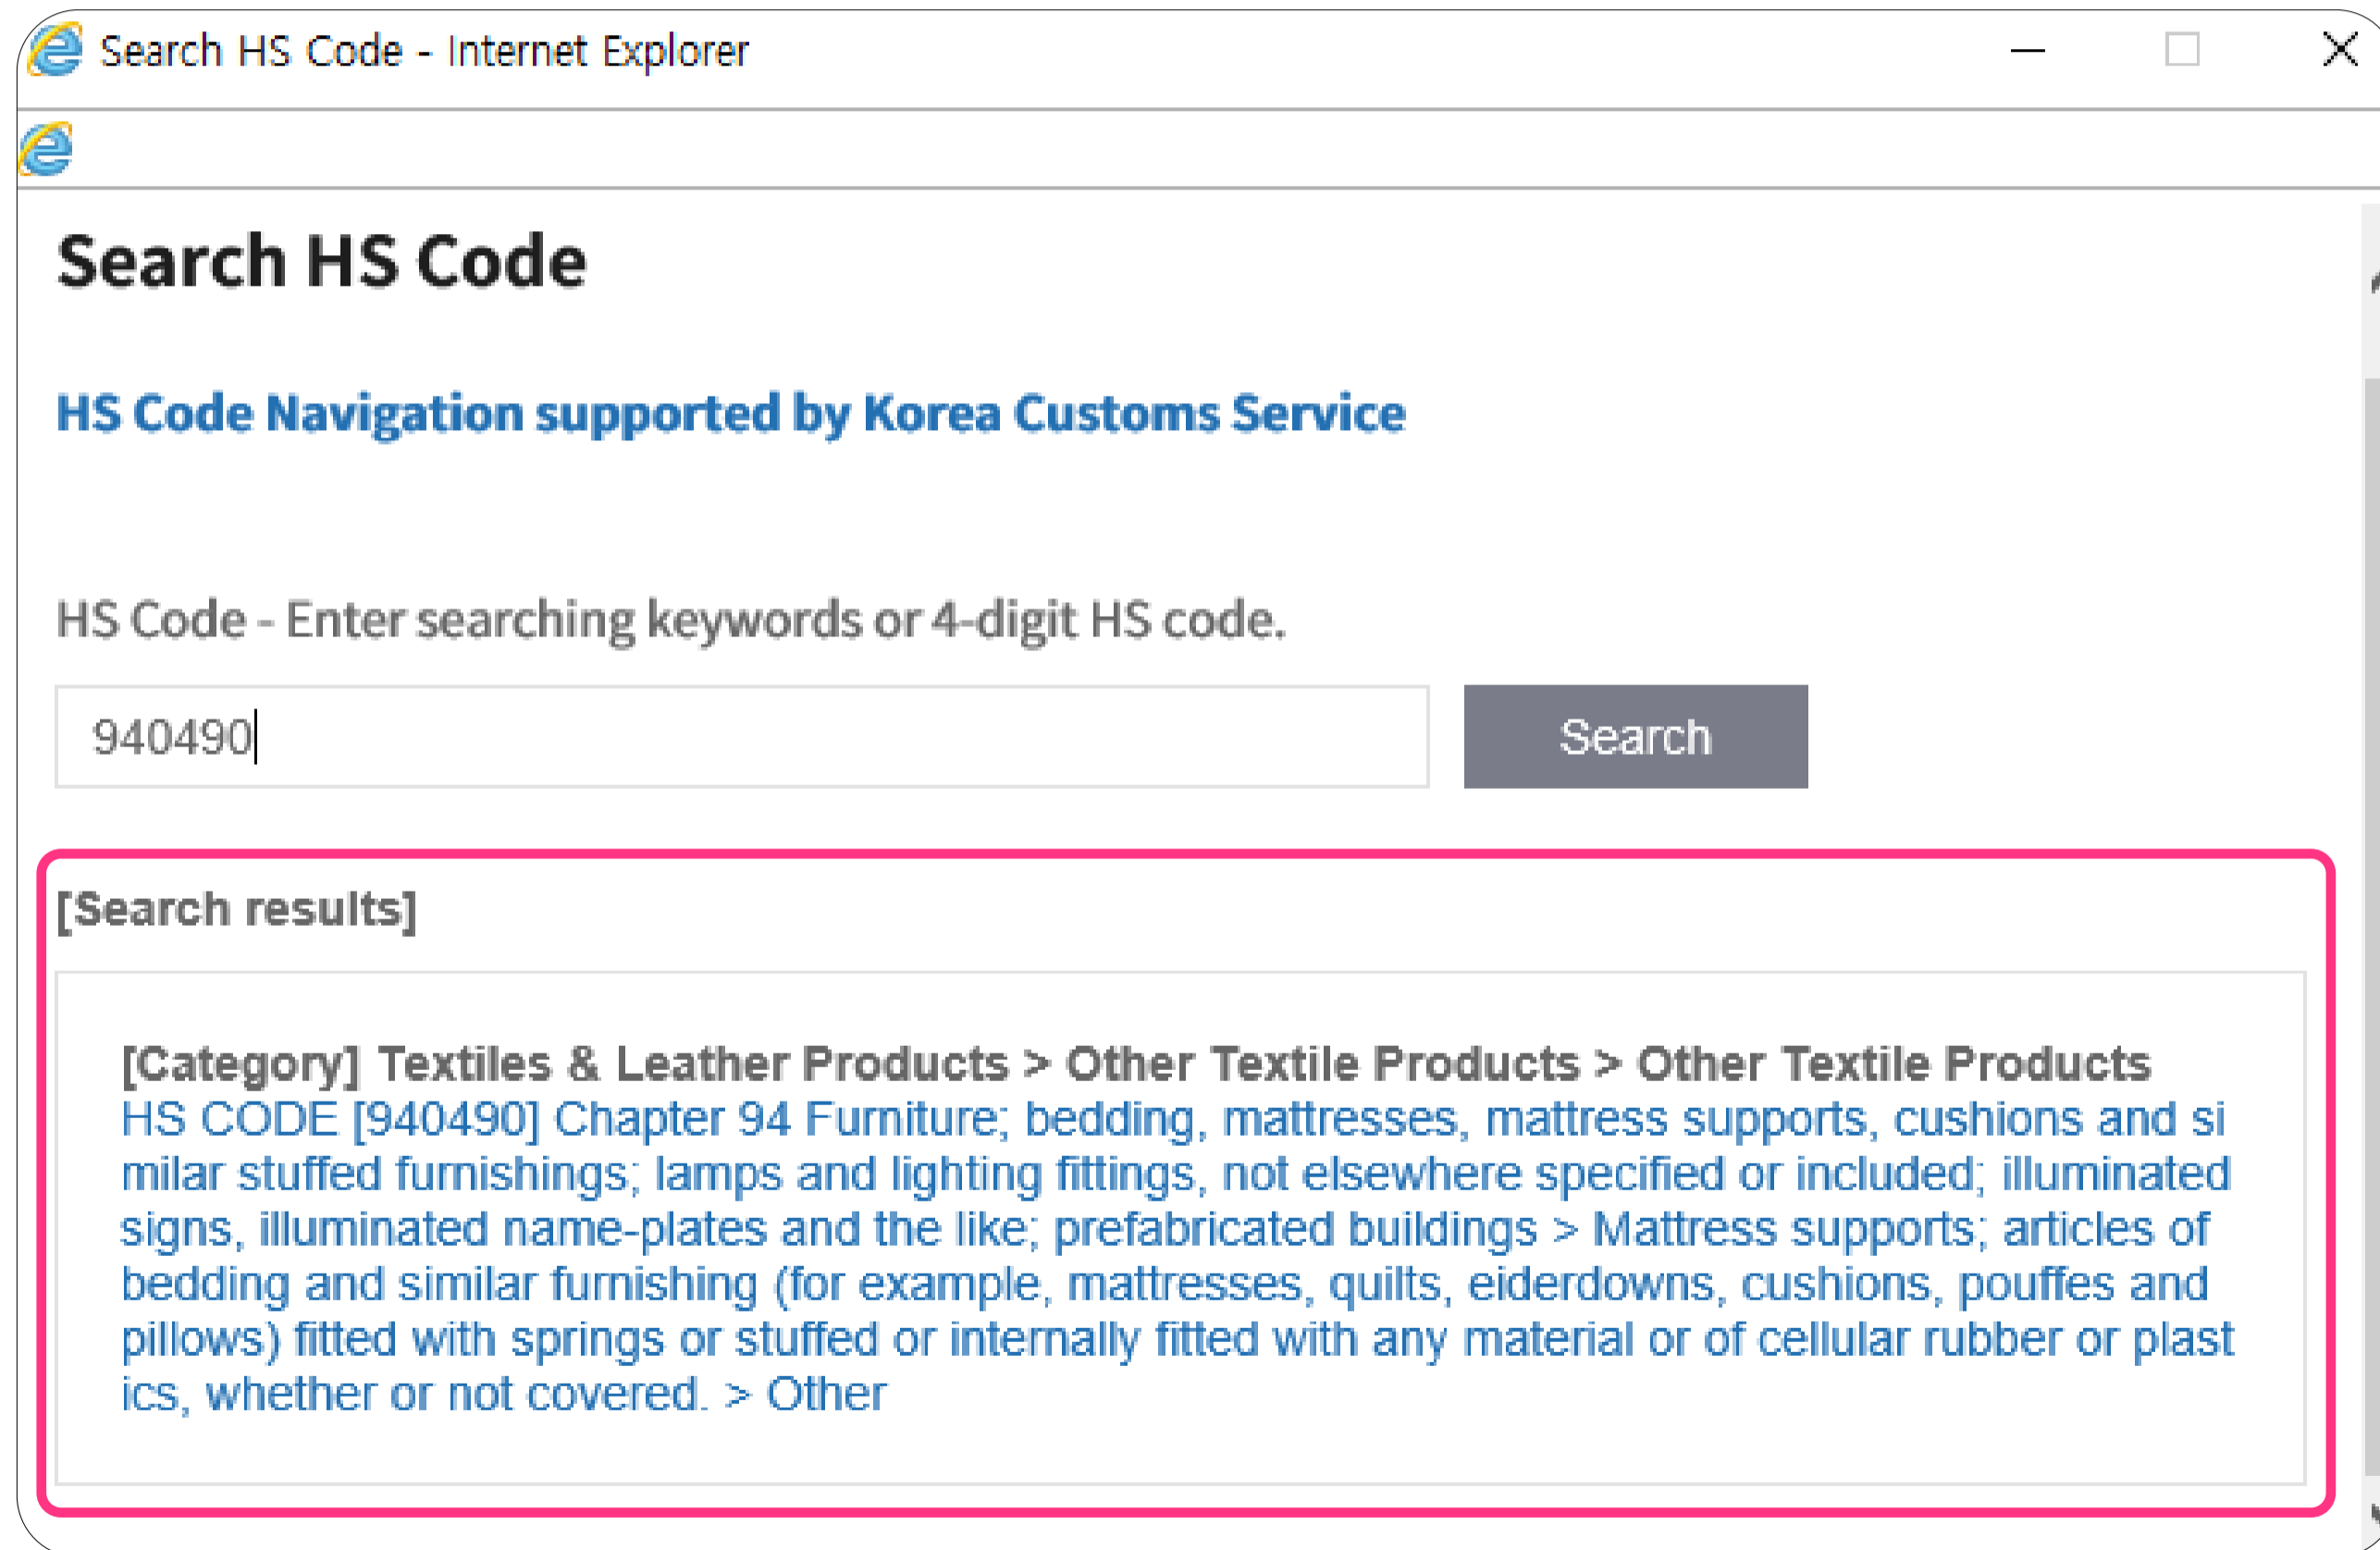 Search HS Code - Internet Explorer
Search HS Code
HS Code Navigation supported by Korea Customs Service
HS Code - Enter searching keywords or 4-digit HS code.
940490
Search
[Search results]
[Category] Textiles & Leather Products > Other Textile Products > Other Textile Products
HS CODE [940490] Chapter 94 Furniture; bedding, mattresses, mattress supports, cushions and si
milar stuffed furnishings; lamps and lighting fittings, not elsewhere specified or included; illuminated
signs, illuminated name-plates and the like; prefabricated buildings > Mattress supports; articles of
bedding and similar furnishing (for example, mattresses, quilts, eiderdowns, cushions, pouffes and
pillows) fitted with springs or stuffed or internally fitted with any material or of cellular rubber or plast
ics, whether or not covered. > Other